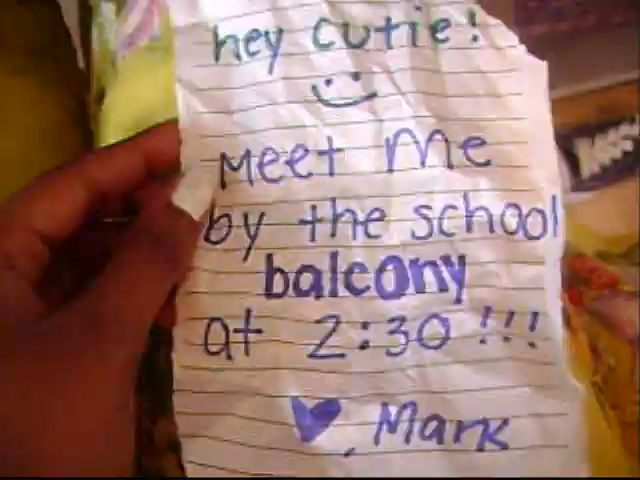 hey cutie!
Meet me
by the school
balcony
at 2:30 !!!
, Mark